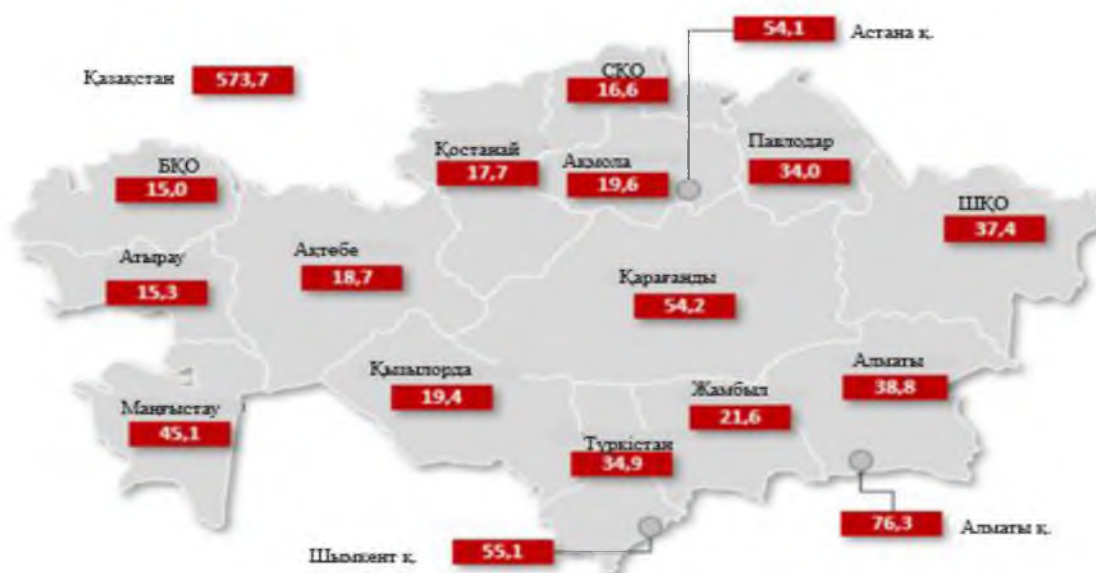 54,1 Астана қ.
Қазақстан 573,7
СҚО
16,6
Қостанай
17,7
Ақмола
19,6
Павлодар
34,0
БҚО
15,0
ШҚО
37,4
Атырау
15,3
Ақтөбе
18,7
Қарағанды
54,2
Қызылорда
19,4
Жамбыл
21,6
Алматы
38,8
Маңғыстау
45,1
Түркістан
34,9
76,3 Алматы қ.
Шымкент қ. 55,1